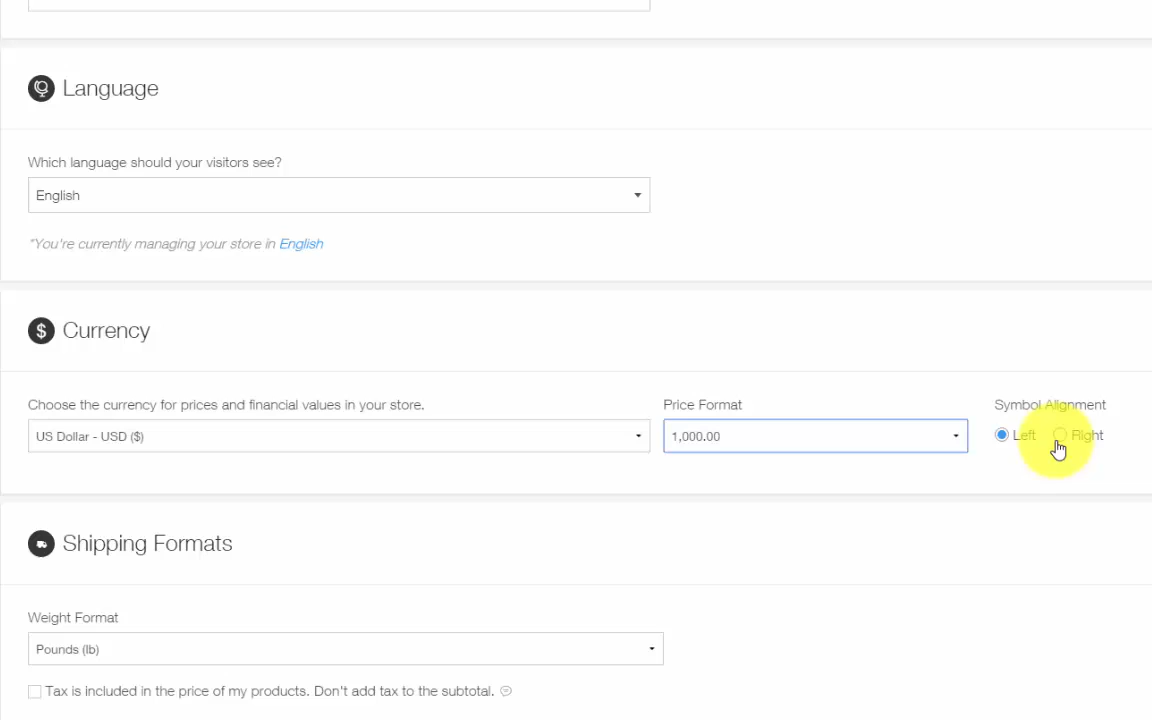 Language
Which language should your visitors see?
English
*You're currently managing your store in English
$ Currency
Choose the currency for prices and financial values in your store.
Price Format
Symbol Alignment
US Dollar - USD ($)
1,000.00
Left
Right
Shipping Formats
Weight Format
Pounds (lb)
Tax is included in the price of my products. Don't add tax to the subtotal.